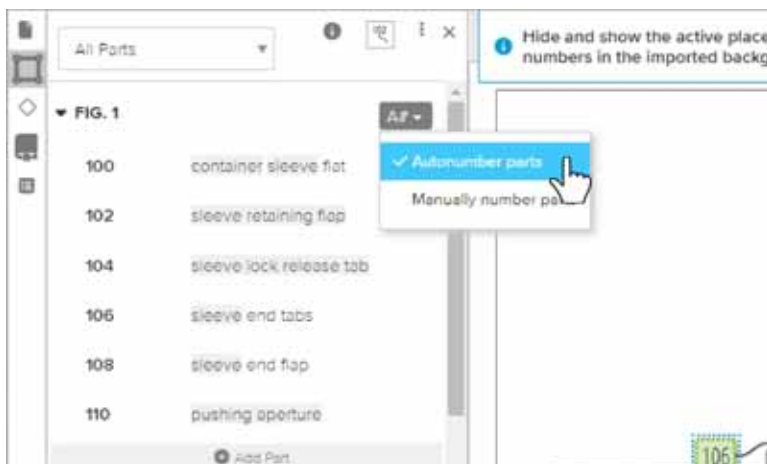 All Parts
Hide and show the active place
numbers in the imported backg
FIG. 1
A#
Autonumber parts
Manually number pa
100 container sleeve flat
102 sleeve retaining flap
104 sleeve lock release tab
106 sleeve end tabs
108 sleeve end flap
110 pushing aperture
Add Part
106